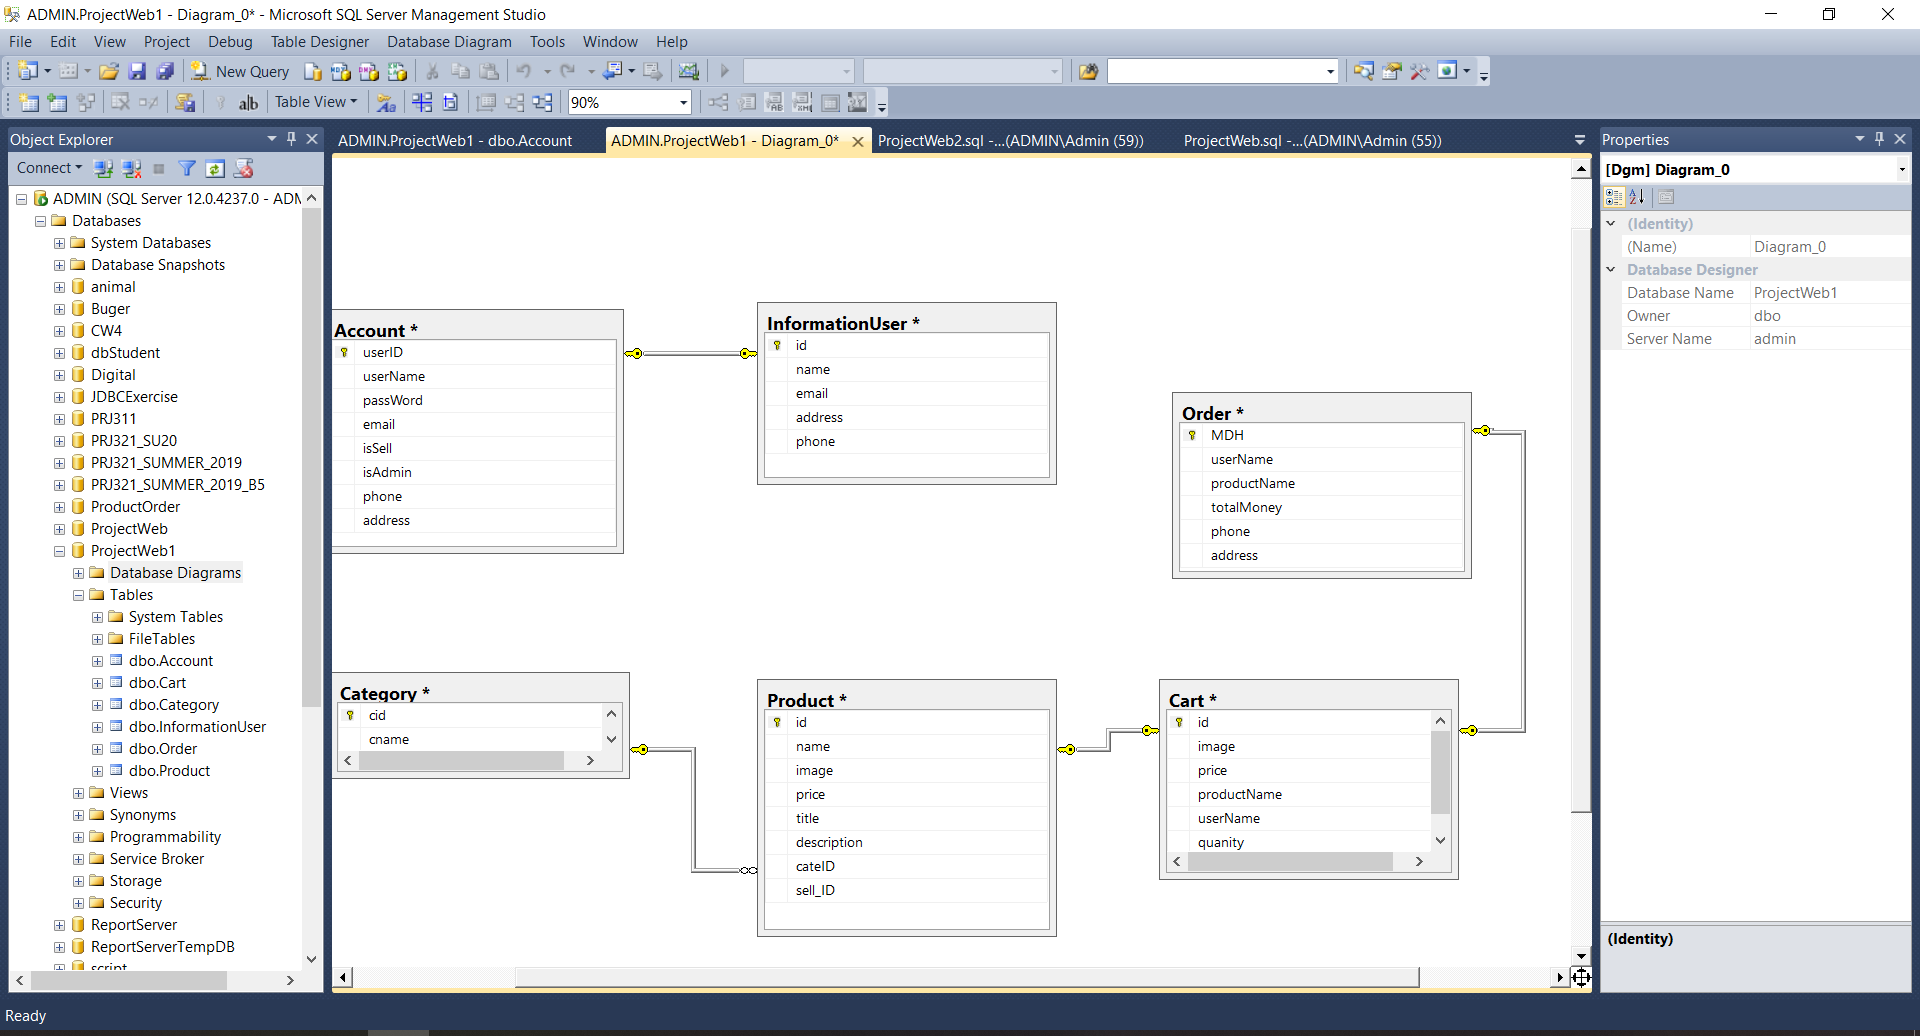 ADMIN.ProjectWeb1 - Diagram_0* - Microsoft SQL Server Management Studio
File Edit View Project Debug Table Designer Database Diagram Tools Window Help
New Query
Table View 90%
Object Explorer
Connect
ADMIN (SQL Server 12.0.4237.0 - ADM
Databases
System Databases
Database Snapshots
animal
Buger
CW4
dbStudent
Digital
JDBCExercise
PRJ311
PRJ321_SU20
PRJ321_SUMMER_2019
PRJ321_SUMMER_2019_B5
ProductOrder
ProjectWeb
ProjectWeb1
Database Diagrams
Tables
System Tables
FileTables
dbo.Account
dbo.Cart
dbo.Category
dbo.InformationUser
dbo.Order
dbo.Product
Views
Synonyms
Programmability
Service Broker
Storage
Security
ReportServer
ReportServerTempDB
script
ADMIN.ProjectWeb1 - dbo.Account
ADMIN.ProjectWeb1 - Diagram_0*
ProjectWeb2.sql -...(ADMIN\Admin (59))
ProjectWeb.sql -...(ADMIN\Admin (55))
Account *
userID
userName
passWord
email
isSell
isAdmin
phone
address
InformationUser *
id
name
email
address
phone
Order *
MDH
userName
productName
totalMoney
phone
address
Category *
cid
cname
Product *
id
name
image
price
title
description
cateID
sell_ID
Cart *
id
image
price
productName
userName
quanity
Properties
[Dgm] Diagram_0
(Identity)
(Name) Diagram_0
Database Designer
Database Name ProjectWeb1
Owner dbo
Server Name admin
(Identity)
Ready